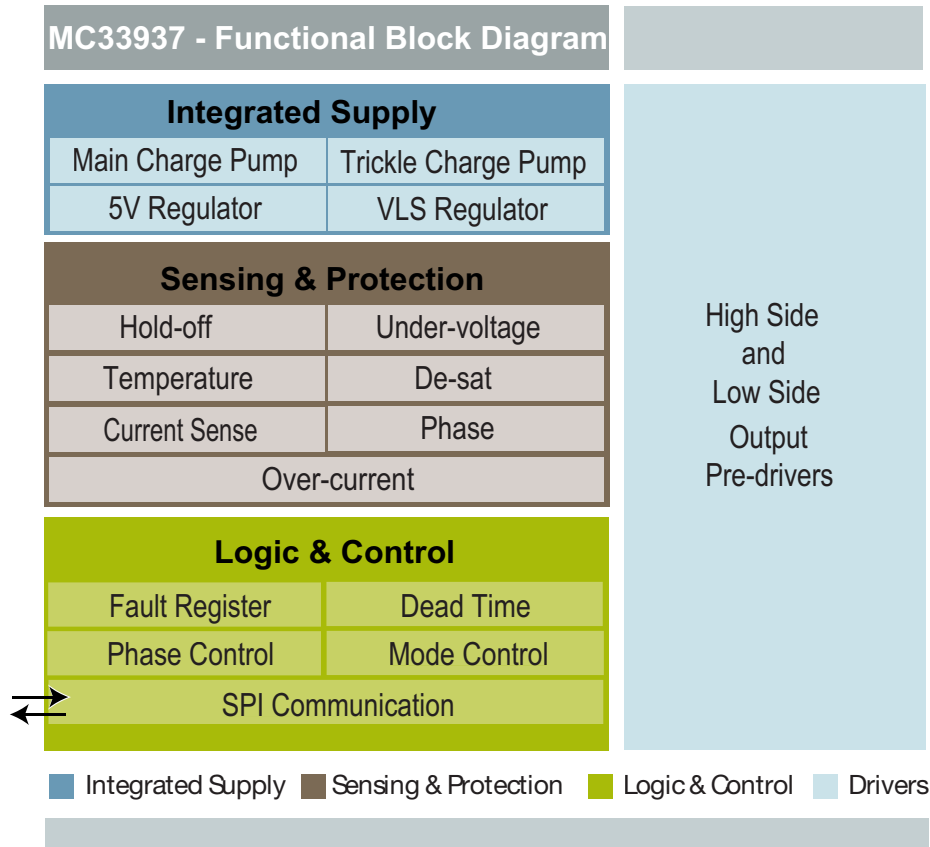 MC33937 - Functional Block Diagram
Integrated Supply
Main Charge Pump
Trickle Charge Pump
5V Regulator
VLS Regulator
Sensing & Protection
Hold-off
Under-voltage
Temperature
De-sat
Current Sense
Phase
Over-current
Logic & Control
Fault Register
Dead Time
Phase Control
Mode Control
SPI Communication
High Side
and
Low Side
Output
Pre-drivers
Integrated Supply
Sensing & Protection
Logic & Control
Drivers